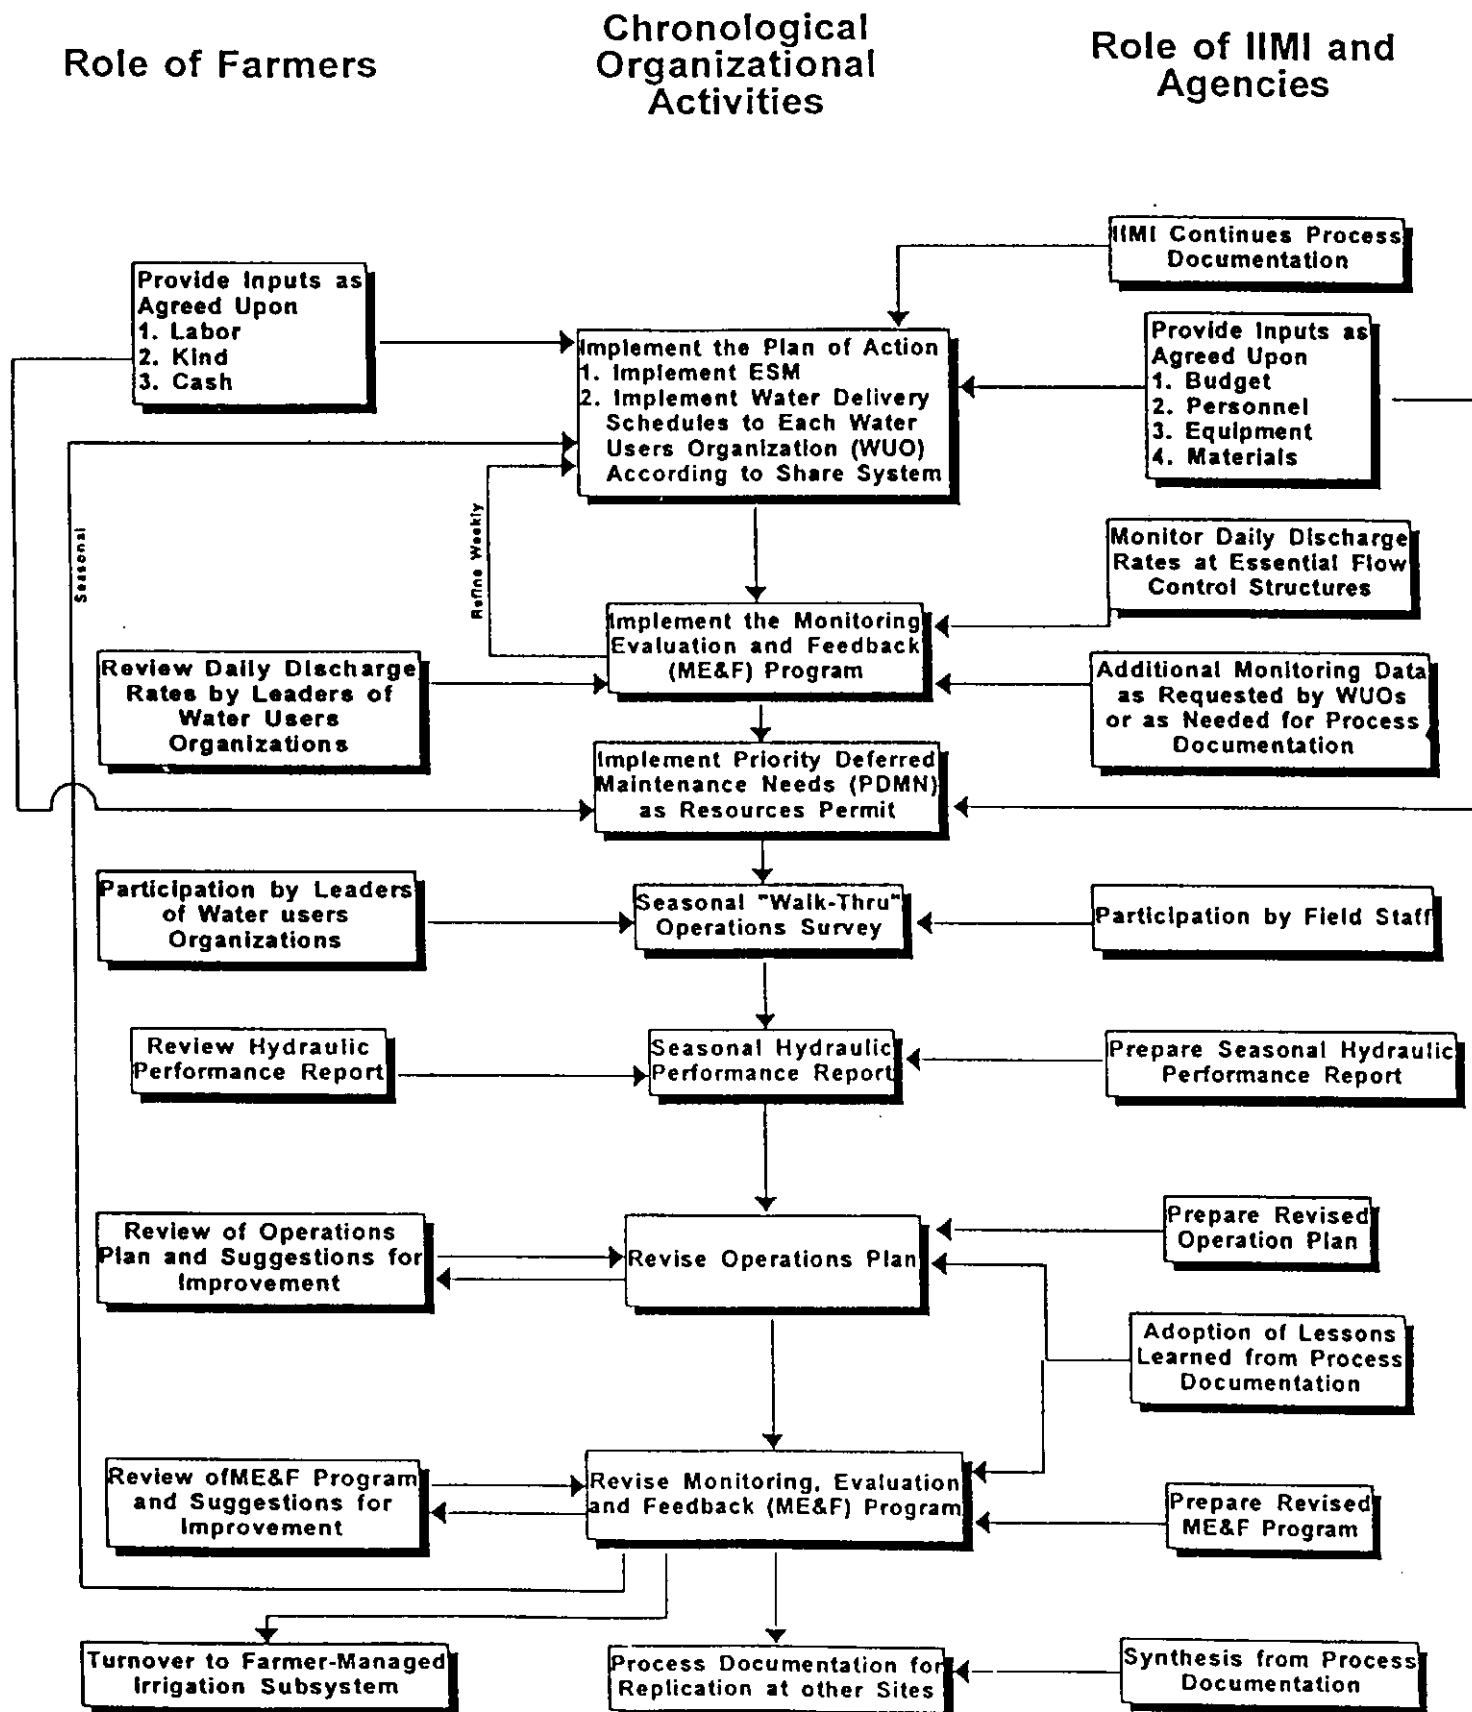 Role of Farmers
Chronological
Organizational
Activities
Role of IIMI and
Agencies
IIMI Continues Process
Documentation
Provide Inputs as
Agreed Upon
1. Labor
2. Kind
3. Cash
Implement the Plan of Action
1. Implement ESM
2. Implement Water Delivery
Schedules to Each Water
Users Organization (WUO)
According to Share System
Provide Inputs as
Agreed Upon
1. Budget
2. Personnel
3. Equipment
4. Materials
Seasonal
Refine Weekly
Monitor Daily Discharge
Rates at Essential Flow
Control Structures
Implement the Monitoring
Evaluation and Feedback
(ME&F) Program
Review Daily Discharge
Rates by Leaders of
Water Users
Organizations
Additional Monitoring Data
as Requested by WUOs
or as Needed for Process
Documentation
Implement Priority Deferred
Maintenance Needs (PDMN)
as Resources Permit
Participation by Leaders
of Water users
Organizations
Seasonal "Walk-Thru"
Operations Survey
Participation by Field Staff
Review Hydraulic
Performance Report
Seasonal Hydraulic
Performance Report
Prepare Seasonal Hydraulic
Performance Report
Review of Operations
Plan and Suggestions for
Improvement
Revise Operations Plan
Prepare Revised
Operation Plan
Adoption of Lessons
Learned from Process
Documentation
Review ofME&F Program
and Suggestions for
Improvement
Revise Monitoring, Evaluation
and Feedback (ME&F) Program
Prepare Revised
ME&F Program
Turnover to Farmer-Managed
Irrigation Subsystem
Process Documentation for
Replication at other Sites
Synthesis from Process
Documentation